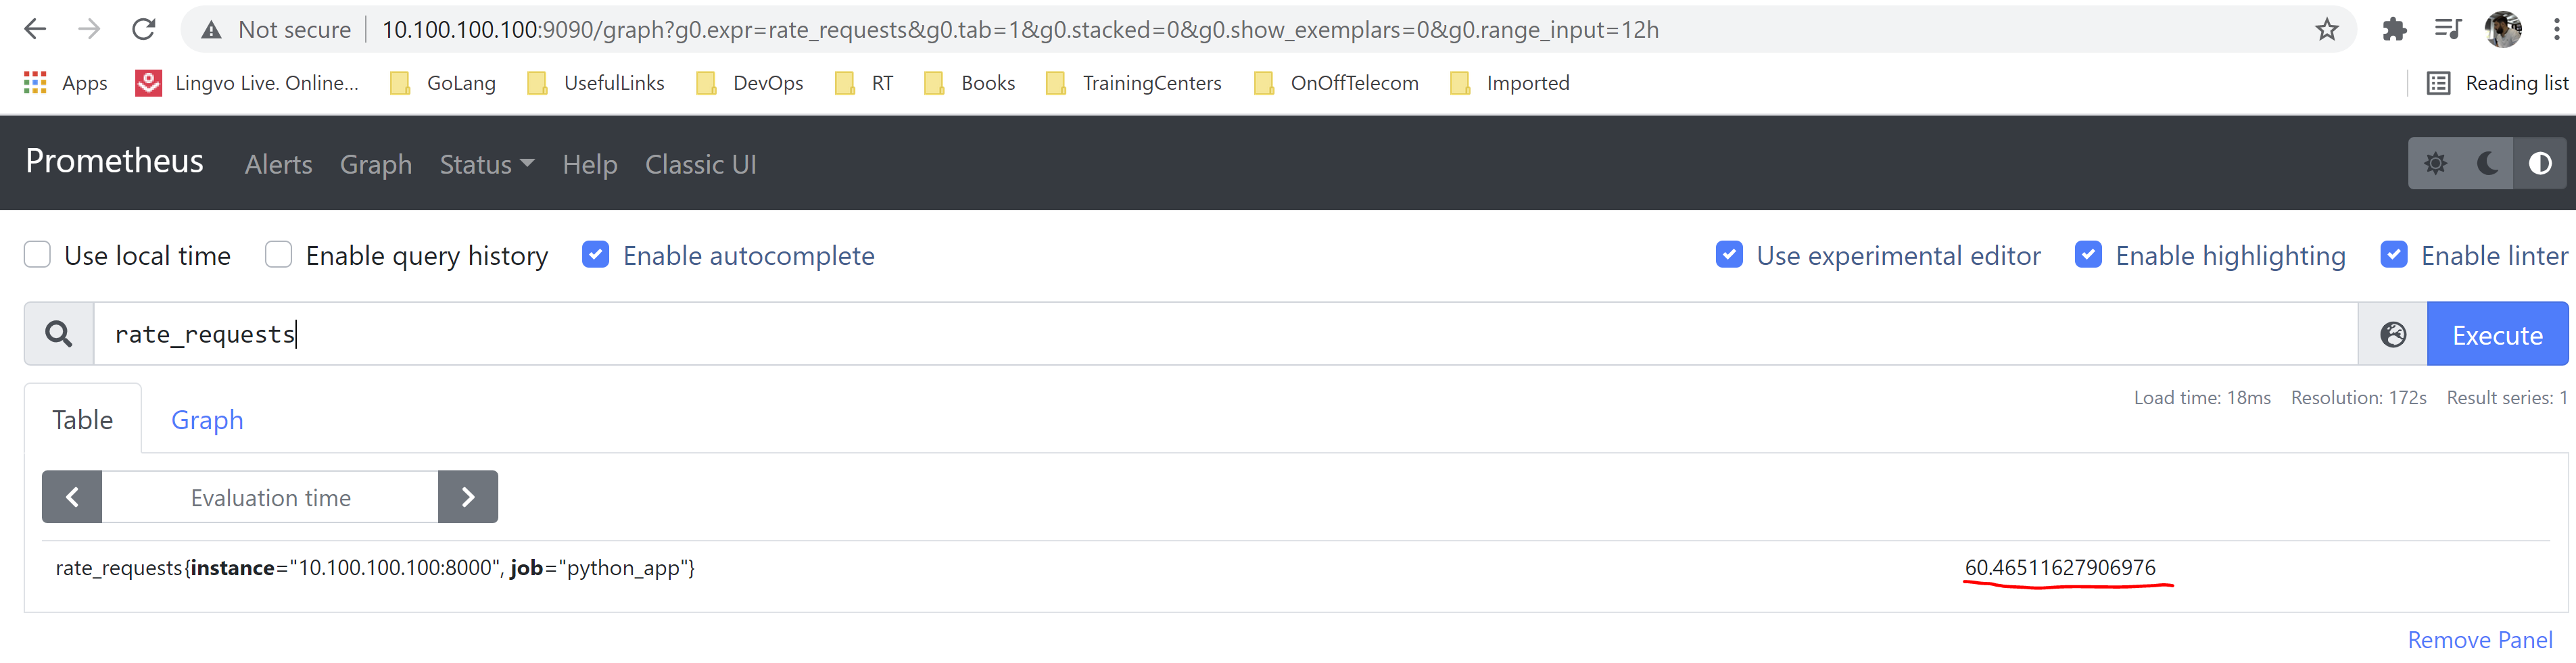 Not secure 10.100.100.100:9090/graph?g0.expr=rate_requests&g0.tab=1&g0.stacked=0&g0.show_exemplars=0&g0.range_input=12h
Apps Lingvo Live. Online... GoLang UsefulLinks DevOps RT Books TrainingCenters OnOffTelecom Imported Reading list
Prometheus Alerts Graph Status Help Classic UI
Use local time Enable query history Enable autocomplete Use experimental editor Enable highlighting Enable linter
rate_requests Execute
Load time: 18ms Resolution: 172s Result series: 1
Table Graph
Evaluation time
rate_requests{instance="10.100.100.100:8000", job="python_app"} 60.46511627906976
Remove Panel